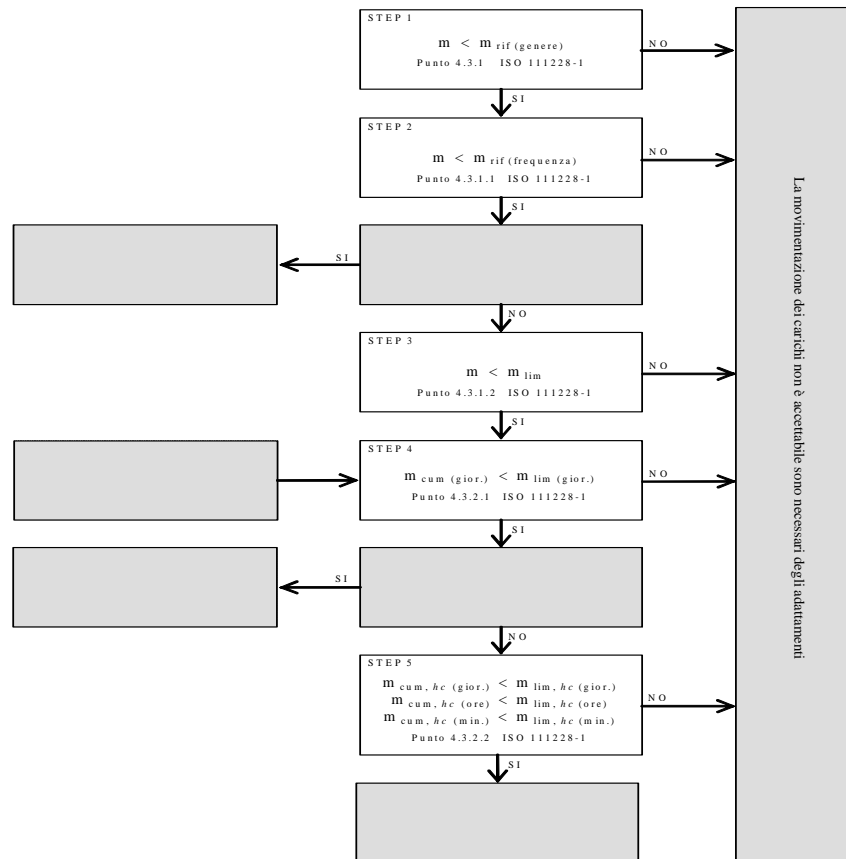 STEP 1
m < m rif (genere)
Punto 4.3.1 ISO 111228-1
NO
SI
STEP 2
m < m rif(frequenza)
Punto 4.3.1.1 ISO 111228-1
NO
SI
SI
NO
STEP 3
m < m lim
Punto 4.3.1.2 ISO 111228-1
NO
SI
STEP 4
m cum (gior.) < m lim (gior.)
Punto 4.3.2.1 ISO 111228-1
NO
SI
SI
NO
STEP 5
m cum, hc (gior.) < m lim, hc (gior.)
m cum, hc (ore) < m lim, hc (ore)
m cum, hc (min.) < m lim, hc (min.)
Punto 4.3.2.2 ISO 111228-1
NO
SI
La movimentazione dei carichi non è accettabile sono necessari degli adattamenti